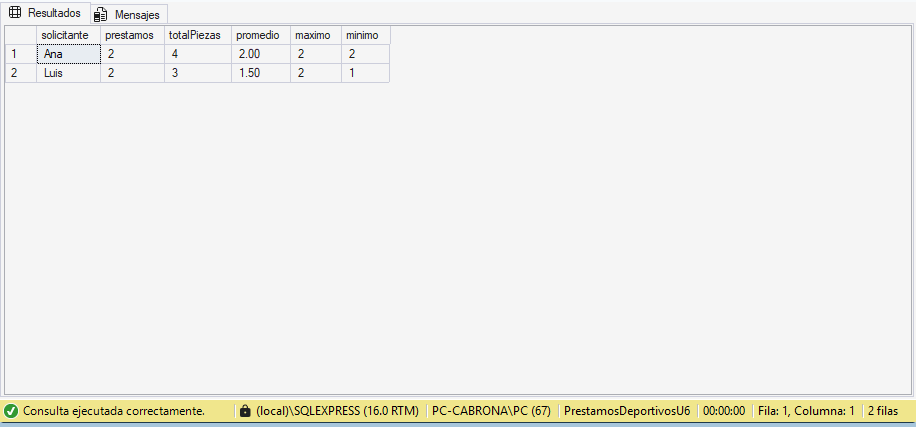 Resultados Mensajes
solicitante prestamos totalPiezas promedio maximo minimo
1 Ana 2 4 2.00 2 2
2 Luis 2 3 1.50 2 1
Consulta ejecutada correctamente. (local)\SQLEXPRESS (16.0 RTM) PC-CABRONA\PC (67) PrestamosDeportivosU6 00:00:00 Fila: 1, Columna: 1 2 filas